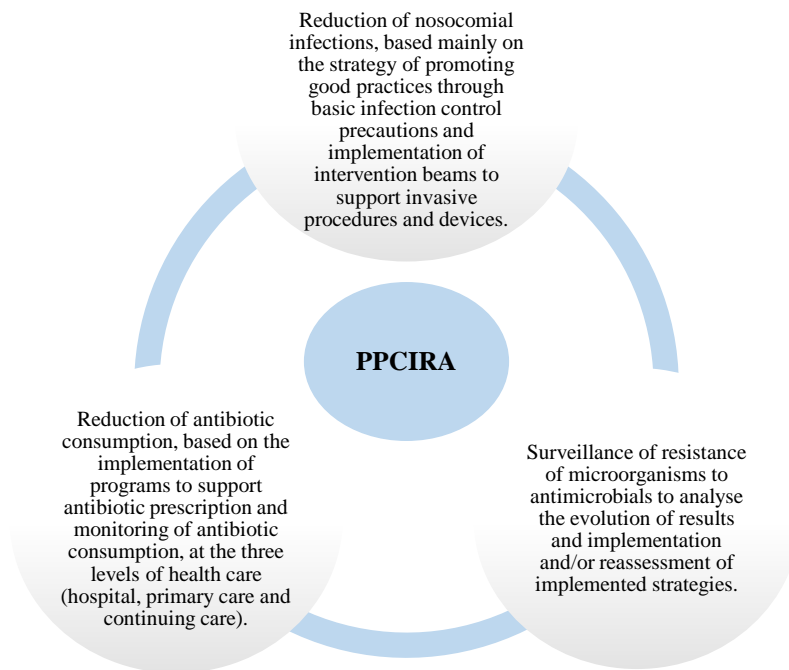 Reduction of nosocomial
infections, based mainly on
the strategy of promoting
good practices through
basic infection control
precautions and
implementation of
intervention beams to
support invasive
procedures and devices.
PPCIRA
Reduction of antibiotic
consumption, based on the
implementation of
programs to support
antibiotic prescription and
monitoring of antibiotic
consumption, at the three
levels of health care
(hospital, primary care and
continuing care).
Surveillance of resistance
of microorganisms to
antimicrobials to analyse
the evolution of results
and implementation
and/or reassessment of
implemented strategies.